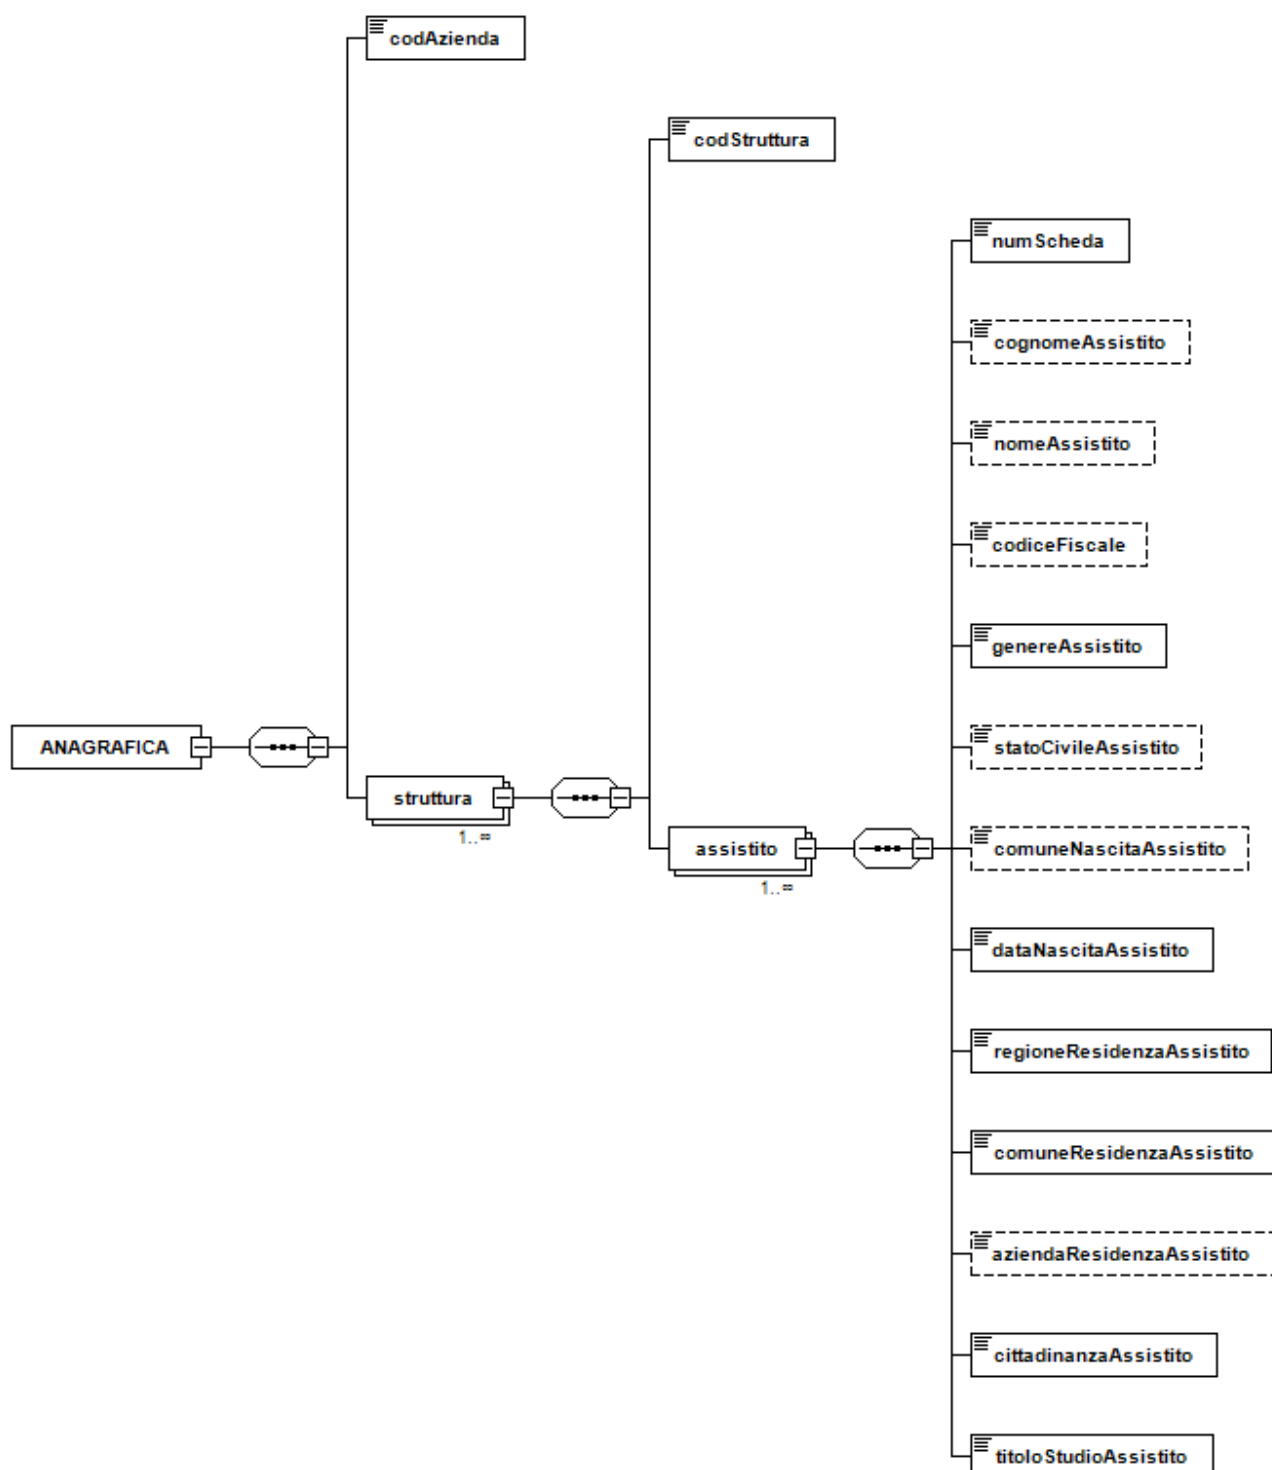 codAzienda
codStruttura
numScheda
cognomeAssistito
nomeAssistito
codiceFiscale
genereAssistito
statoCivileAssistito
ANAGRAFICA
struttura
1..∞
assistito
1..∞
comuneNascitaAssistito
dataNascitaAssistito
regioneResidenzaAssistito
comuneResidenzaAssistito
aziendaResidenzaAssistito
cittadinanzaAssistito
titoloStudioAssistito